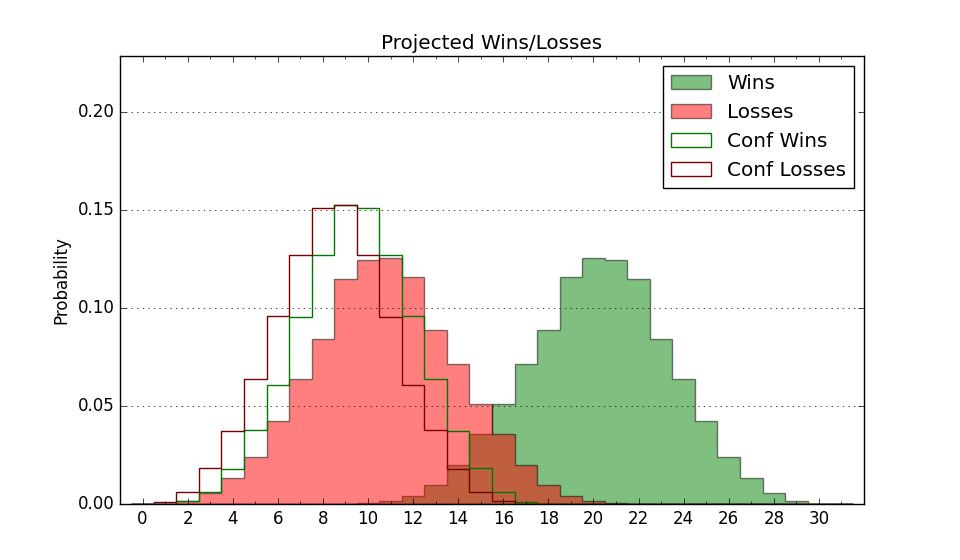 Projected Wins/Losses
Wins
Losses
Conf Wins
Conf Losses
Probability
0.20
0.15
0.10
0.05
0.00
0 2 4 6 8 10 12 14 16 18 20 22 24 26 28 30